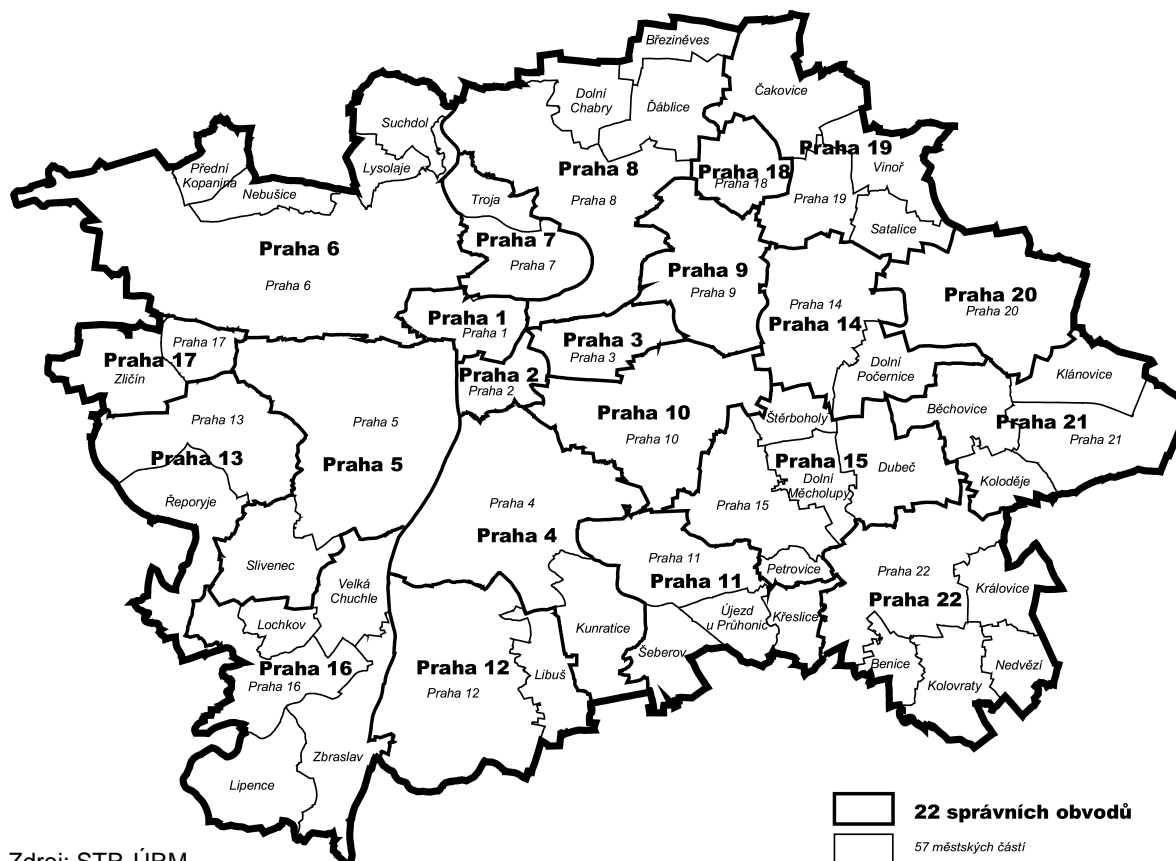 Březiněves
Čakovice
Dolní
Chabry
Ďáblice
Suchdol
Praha 19
Vinoř
Lysolaje
Přední
Kopanina
Nebušice
Praha 8
Praha 18
Praha 18
Troja
Praha 8
Praha 19
Satalice
Praha 7
Praha 7
Praha 6
Praha 6
Praha 9
Praha 9
Praha 20
Praha 20
Praha 14
Praha 14
Praha 1
Praha 1
Praha 3
Praha 3
Praha 17
Praha 17
Zličín
Praha 2
Praha 2
Dolní
Počernice
Klánovice
Běchovice
Praha 21
Praha 21
Praha 13
Praha 13
Praha 5
Praha 5
Praha 10
Praha 10
Štěrboholy
Praha 15
Dolní
Měcholupy
Dubeč
Koloděje
Řeporyje
Praha 15
Praha 4
Praha 4
Slivenec
Velká
Chuchle
Praha 11
Praha 11
Petrovice
Praha 22
Praha 22
Královice
Lochkov
Kunratice
Újezd
u Průhonic
Křeslice
Šeberov
Praha 16
Praha 16
Praha 12
Praha 12
Libuš
Benice
Kolovraty
Nedvězí
Zbraslav
Lipence
22 správních obvodů
57 městských částí
Zdroj: STR ÚRM